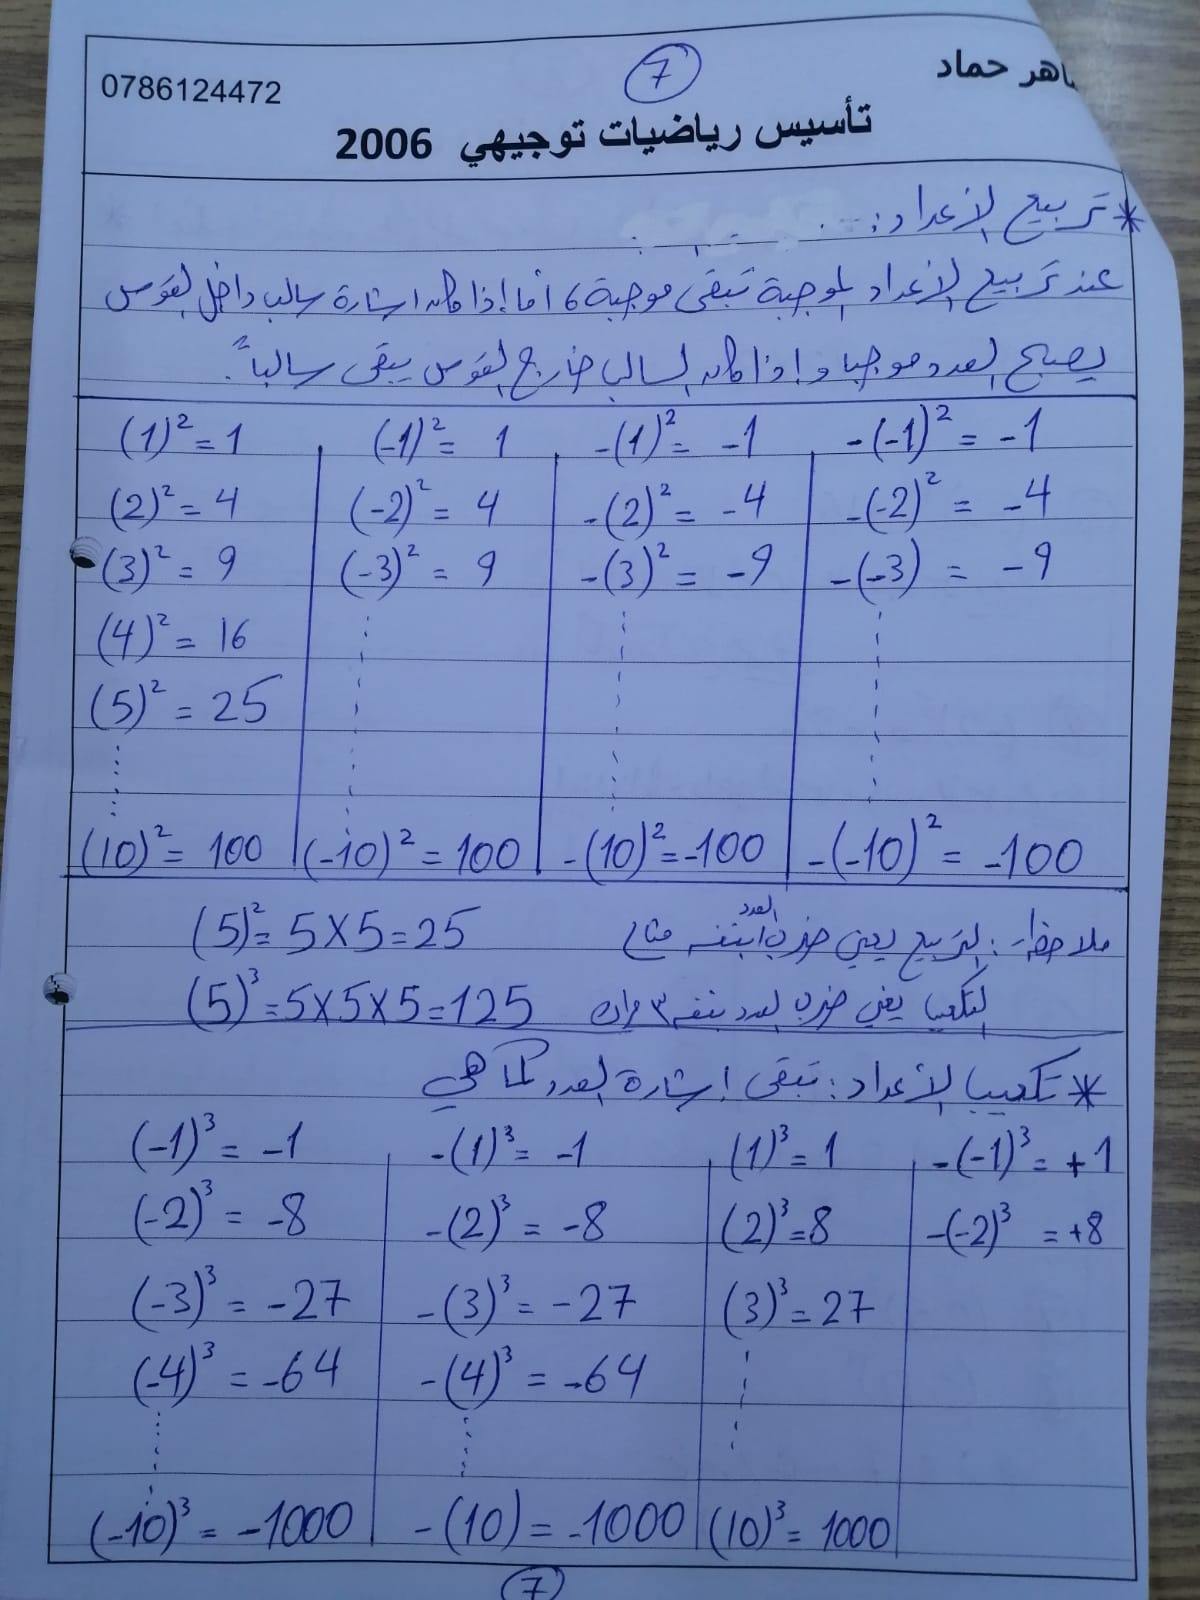 ـاهر حماد
7
0786124472
تأسيس رياضيات توجيهي 2006
* تربيع الأعداد :-
عند تربيع الأعداد الموجبة تبقى موجبة ، أما إذا كانت إشارة سالب داخل القوس
يصبح العدد موجبا و إذا كان السالب خارج القوس يبقى سالباً .
(1)² = 1 (-1)² = 1 -(1)² = -1 -(-1)² = -1
(2)² = 4 (-2)² = 4 -(2)² = -4 -(-2)² = -4
(3)² = 9 (-3)² = 9 -(3)² = -9 -(-3) = -9
(4)² = 16
(5)² = 25
(10)² = 100 (-10)² = 100 -(10)² = -100 -(-10)² = -100
ملاحظة :- التربيع يعني ضرب العدد بنفسه مثال (5)² = 5×5 = 25
التكعيب يعني ضرب العدد بنفسه ٣ مرات (5)³ = 5×5×5 = 125
* تكعيب الأعداد : تبقى إشارة العدد كما هي
(-1)³ = -1 -(1)³ = -1 (1)³ = 1 -(-1)³ = +1
(-2)³ = -8 -(2)³ = -8 (2)³ = 8 -(-2)³ = +8
(-3)³ = -27 -(3)³ = -27 (3)³ = 27
(-4)³ = -64 -(4)³ = -64
(-10)³ = -1000 -(10) = -1000 (10)³ = 1000
7